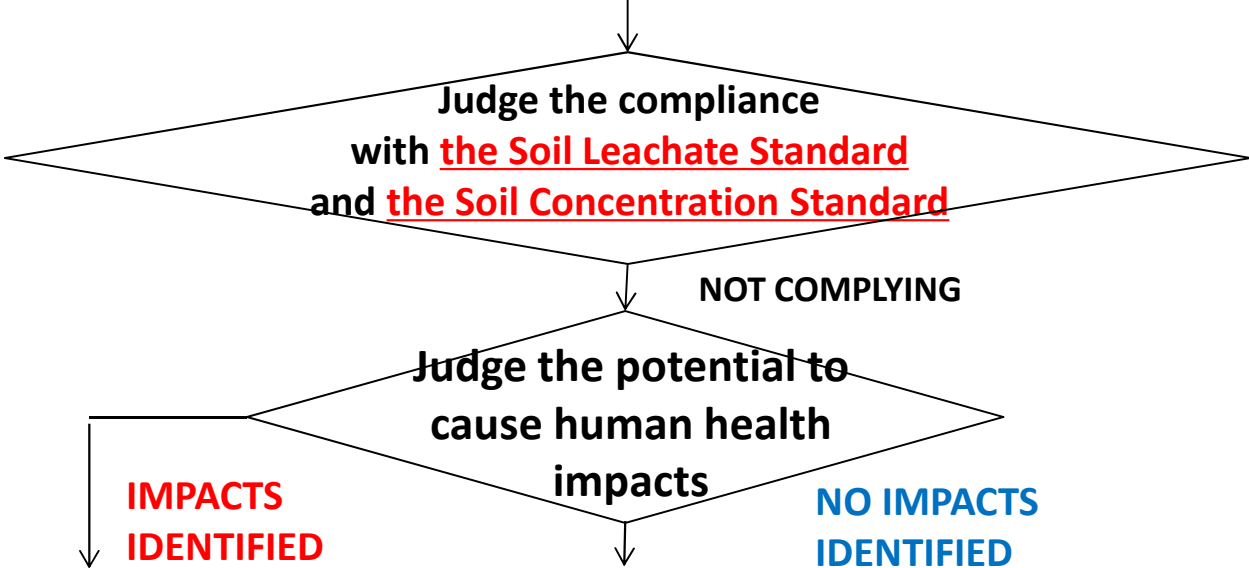 Judge the compliance
with the Soil Leachate Standard
and the Soil Concentration Standard
NOT COMPLYING
Judge the potential to
cause human health
impacts
IMPACTS
IDENTIFIED
NO IMPACTS
IDENTIFIED